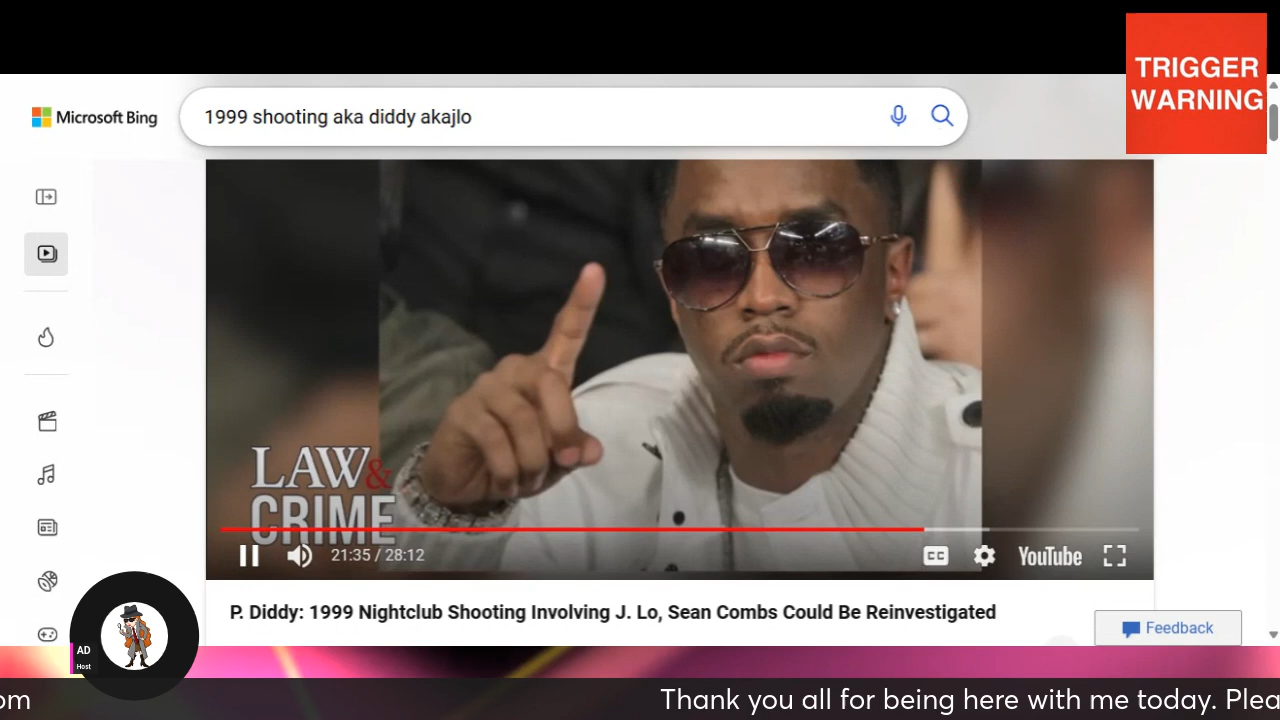 TRIGGER
WARNING
Microsoft Bing
1999 shooting aka diddy akajlo
LAW&
CRIME
21:35 / 28:12
CC
YouTube
P. Diddy: 1999 Nightclub Shooting Involving J. Lo, Sean Combs Could Be Reinvestigated
Feedback
AD
Host
om
Thank you all for being here with me today. Plea